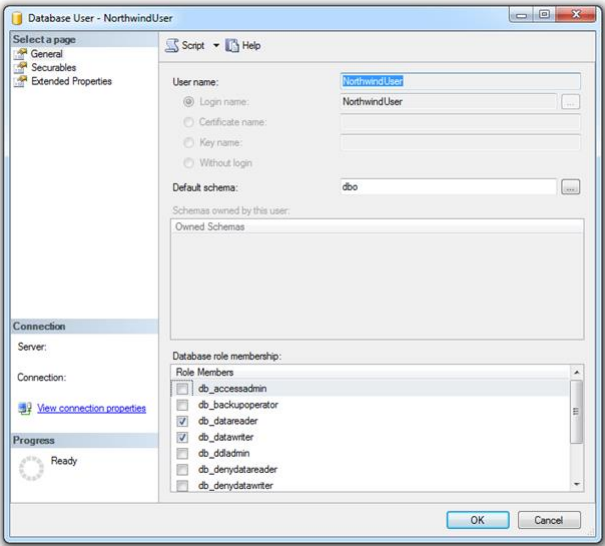 Database User - NorthwindUser
Select a page
General
Securables
Extended Properties
Script
Help
User name:
NorthwindUser
Login name:
NorthwindUser
...
Certificate name:
Key name:
Without login
Default schema:
dbo
...
Schemas owned by this user:
Owned Schemas
Connection
Server:
Connection:
View connection properties
Progress
Ready
Database role membership:
Role Members
db_accessadmin
db_backupoperator
db_datareader
db_datawriter
db_ddladmin
db_denydatareader
db_denydatawriter
OK
Cancel